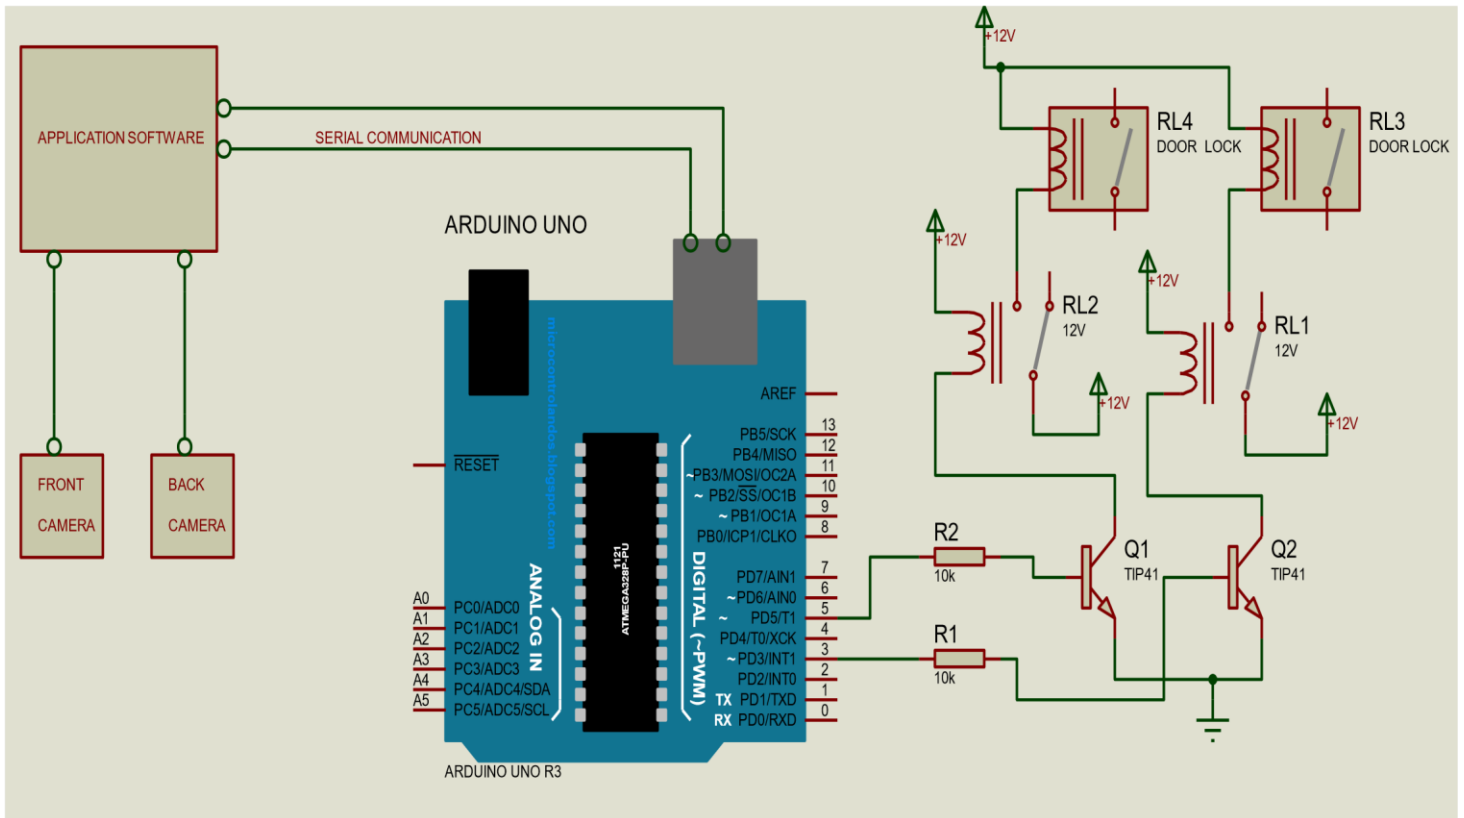 +12V
APPLICATION SOFTWARE
SERIAL COMMUNICATION
RL4
DOOR LOCK
RL3
DOOR LOCK
ARDUINO UNO
+12V
+12V
RL2
12V
RL1
12V
+12V
+12V
microcontrolandos.blogspot.com
FRONT
CAMERA
BACK
CAMERA
RESET
AREF
PB5/SCK 13
PB4/MISO 12
~PB3/MOSI/OC2A 11
~ PB2/SS/OC1B 10
~ PB1/OC1A 9
PB0/ICP1/CLKO 8
1121
ATMEGA328P-PU
ANALOG IN
DIGITAL (~PWM)
PD7/AIN1 7
~PD6/AIN0 6
~ PD5/T1 5
PD4/T0/XCK 4
~PD3/INT1 3
PD2/INT0 2
TX PD1/TXD 1
RX PD0/RXD 0
A0 PC0/ADC0
A1 PC1/ADC1
A2 PC2/ADC2
A3 PC3/ADC3
A4 PC4/ADC4/SDA
A5 PC5/ADC5/SCL
R2
10k
R1
10k
Q1
TIP41
Q2
TIP41
ARDUINO UNO R3